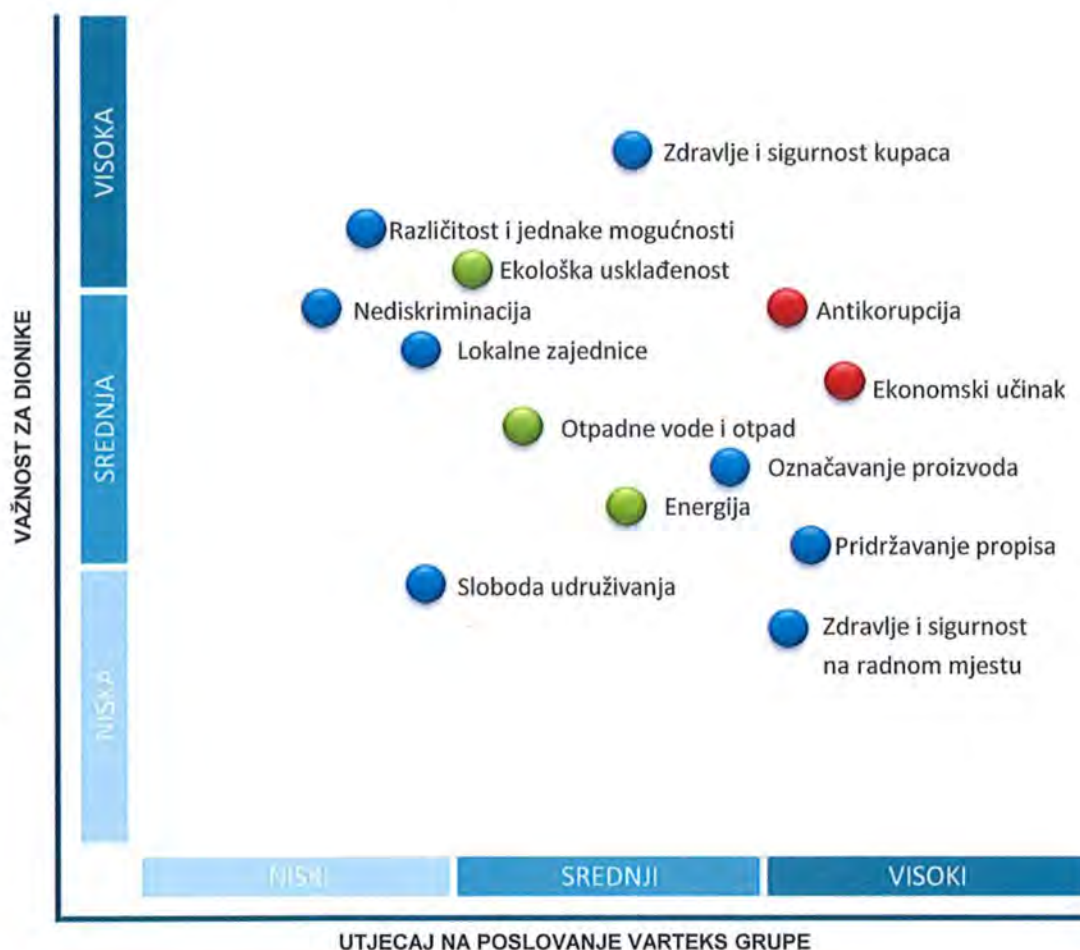 VISOKA
Zdravlje i sigurnost kupaca
Različitost i jednake mogućnosti
Ekološka usklađenost
Nediskriminacija
Antikorupcija
Lokalne zajednice
VAŽNOST ZA DIONIKE
SREDNJA
Ekonomski učinak
Otpadne vode i otpad
Označavanje proizvoda
Energija
Pridržavanje propisa
Sloboda udruživanja
Zdravlje i sigurnost
na radnom mjestu
NISKA
NISKI
SREDNJI
VISOKI
UTJECAJ NA POSLOVANJE VARTEKS GRUPE